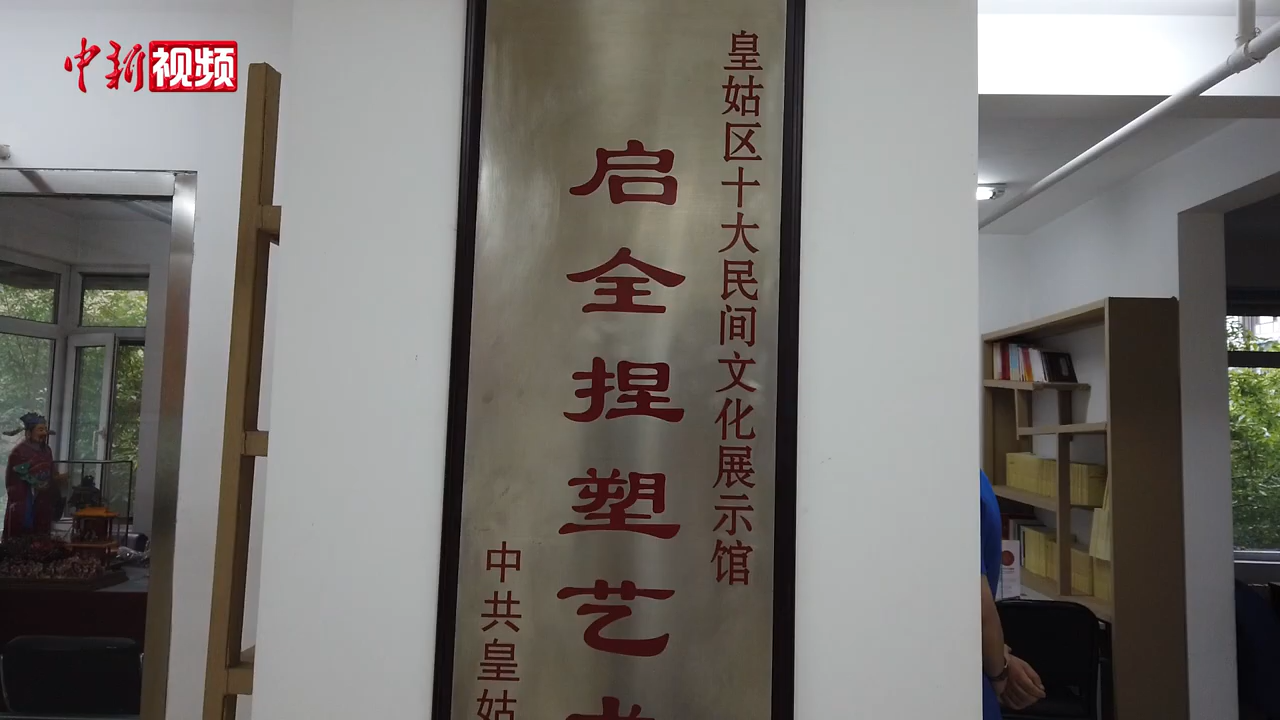 中新视频
皇姑区十大民间文化展示馆
启全捏塑艺
中共皇姑